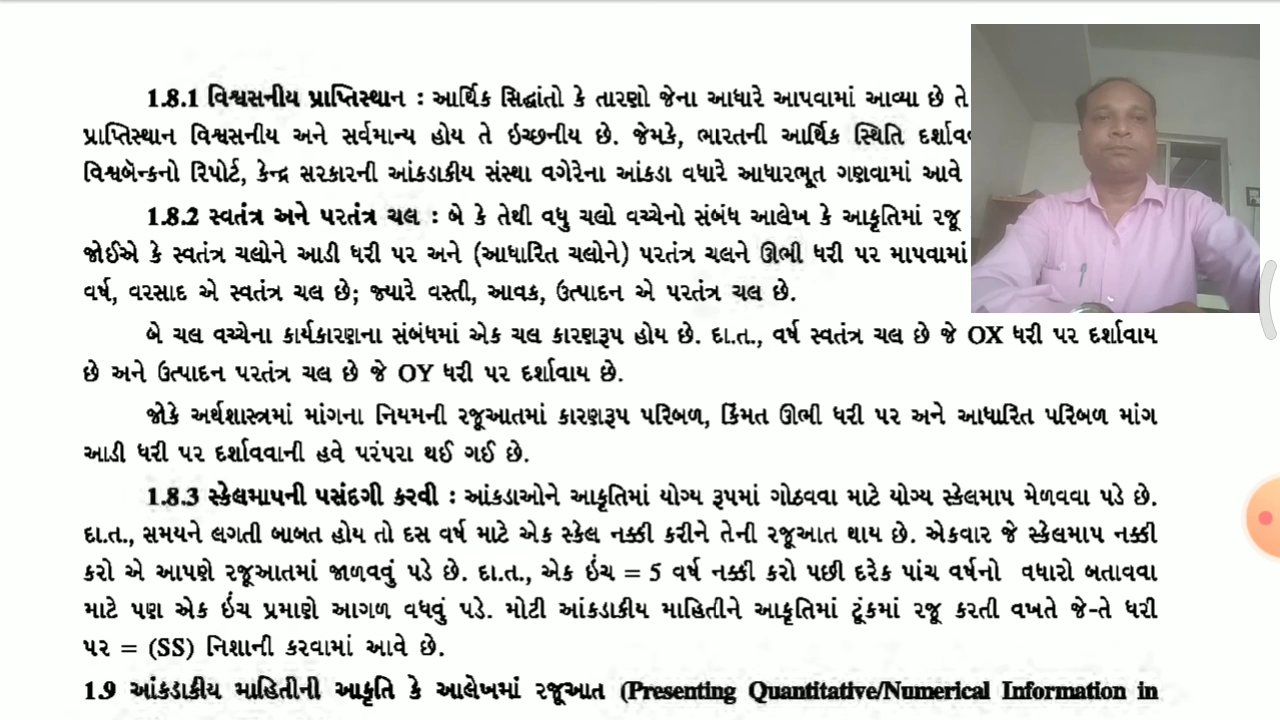 1.8.1 વિશ્વસનીય પ્રાપ્તિસ્થાન : આર્થિક સિદ્ધાંતો કે તારણો જેના આધારે આપવામાં આવ્યા છે તે
પ્રાપ્તિસ્થાન વિશ્વસનીય અને સર્વમાન્ય હોય તે ઇચ્છનીય છે. જેમકે, ભારતની આર્થિક સ્થિતિ
વિશ્વબૅન્કનો રિપોર્ટ, કેન્દ્ર સરકારની આંકડાકીય સંસ્થા વગેરેના આંકડા વધારે આધારભૂત ગણવામાં આવે
1.8.2 સ્વતંત્ર અને પરતંત્ર ચલ : બે કે તેથી વધુ ચલો વચ્ચેનો સંબંધ આલેખ કે આકૃતિમાં રજૂ
જોઈએ કે સ્વતંત્ર ચલોને આડી ધરી પર અને (આધારિત ચલોને) પરતંત્ર ચલને ઊભી ધરી પર માપવામાં
વર્ષ, વરસાદ એ સ્વતંત્ર ચલ છે; જ્યારે વસ્તી, આવક, ઉત્પાદન એ પરતંત્ર ચલ છે.
બે ચલ વચ્ચેના કાર્યકારણના સંબંધમાં એક ચલ કારણરૂપ હોય છે. દા.ત., વર્ષ સ્વતંત્ર ચલ છે જે OX ધરી પર દર્શાવાય
છે અને ઉત્પાદન પરતંત્ર ચલ છે જે OY ધરી પર દર્શાવાય છે.
જોકે અર્થશાસ્ત્રમાં માંગના નિયમની રજૂઆતમાં કારણરૂપ પરિબળ, કિંમત ઊભી ધરી પર અને આધારિત પરિબળ માંગ
આડી ધરી પર દર્શાવવાની હવે પરંપરા થઈ ગઈ છે.
1.8.3 સ્કેલમાપની પસંદગી કરવી : આંકડાઓને આકૃતિમાં યોગ્ય રૂપમાં ગોઠવવા માટે યોગ્ય સ્કેલમાપ મેળવવા પડે છે.
દા.ત., સમયને લગતી બાબત હોય તો દસ વર્ષ માટે એક સ્કેલ નક્કી કરીને તેની રજૂઆત થાય છે. એકવાર જે સ્કેલમાપ નક્કી
કરો એ આપણે રજૂઆતમાં જાળવવું પડે છે. દા.ત., એક ઇંચ = 5 વર્ષ નક્કી કરો પછી દરેક પાંચ વર્ષનો વધારો બતાવવા
માટે પણ એક ઇંચ પ્રમાણે આગળ વધવું પડે. મોટી આંકડાકીય માહિતીને આકૃતિમાં ટૂંકમાં રજૂ કરતી વખતે જે-તે ધરી
પર = (SS) નિશાની કરવામાં આવે છે.
1.9 આંકડાકીય માહિતીની આકૃતિ કે આલેખમાં રજૂઆત (Presenting Quantitative/Numerical Information in